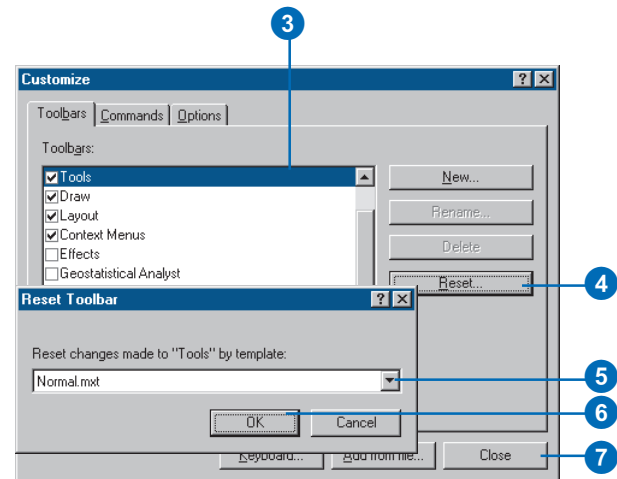 3
Customize
Toolbars Commands Options
Toolbars:
Tools
Draw
Layout
Context Menus
Effects
Geostatistical Analyst
New...
Rename...
Delete
Reset...
4
Reset Toolbar
Reset changes made to "Tools" by template:
Normal.mxt
5
OK Cancel
6
Keyboard... Add from file... Close
7